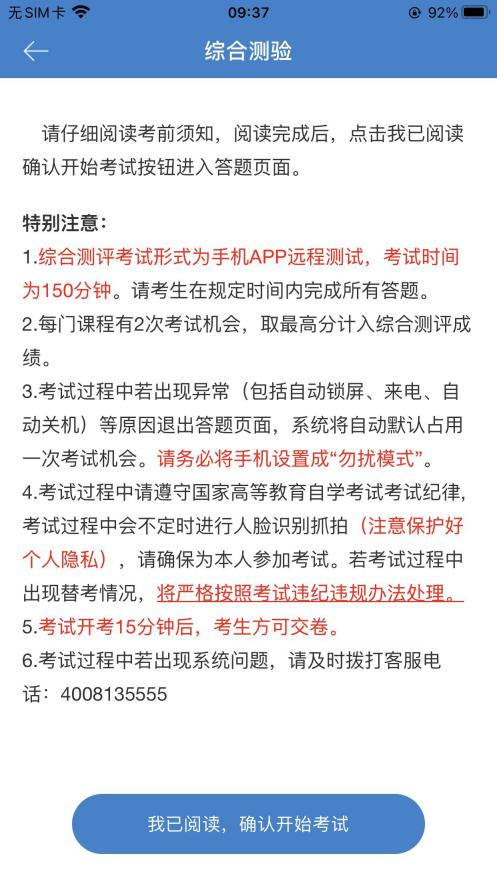 无SIM卡 09:37 92%
综合测验
请仔细阅读考前须知，阅读完成后，点击我已阅读
确认开始考试按钮进入答题页面。
特别注意：
1.综合测评考试形式为手机APP远程测试，考试时间
为150分钟。请考生在规定时间内完成所有答题。
2.每门课程有2次考试机会，取最高分计入综合测评成
绩。
3.考试过程中若出现异常（包括自动锁屏、来电、自
动关机）等原因退出答题页面，系统将自动默认占用
一次考试机会。请务必将手机设置成“勿扰模式”。
4.考试过程中请遵守国家高等教育自学考试考试纪律，
考试过程中会不定时进行人脸识别抓拍（注意保护好
个人隐私），请确保为本人参加考试。若考试过程中
出现替考情况，将严格按照考试违纪违规办法处理。
5.考试开考15分钟后，考生方可交卷。
6.考试过程中若出现系统问题，请及时拨打客服电
话：4008135555
我已阅读，确认开始考试